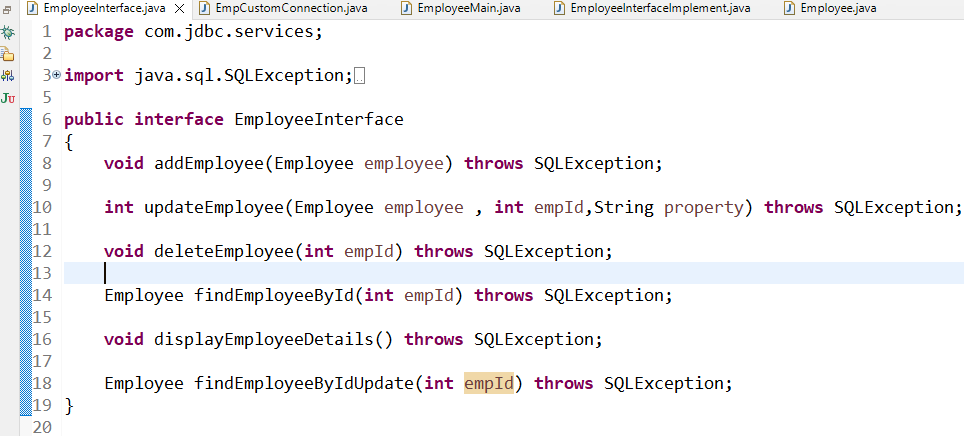 EmployeeInterface.java EmpCustomConnection.java EmployeeMain.java EmployeeInterfaceImplement.java Employee.java
1 package com.jdbc.services;
2
3 import java.sql.SQLException;
5
6 public interface EmployeeInterface
7 {
8 void addEmployee(Employee employee) throws SQLException;
9
10 int updateEmployee(Employee employee , int empId,String property) throws SQLException;
11
12 void deleteEmployee(int empId) throws SQLException;
13
14 Employee findEmployeeById(int empId) throws SQLException;
15
16 void displayEmployeeDetails() throws SQLException;
17
18 Employee findEmployeeByIdUpdate(int empId) throws SQLException;
19 }
20
Ju